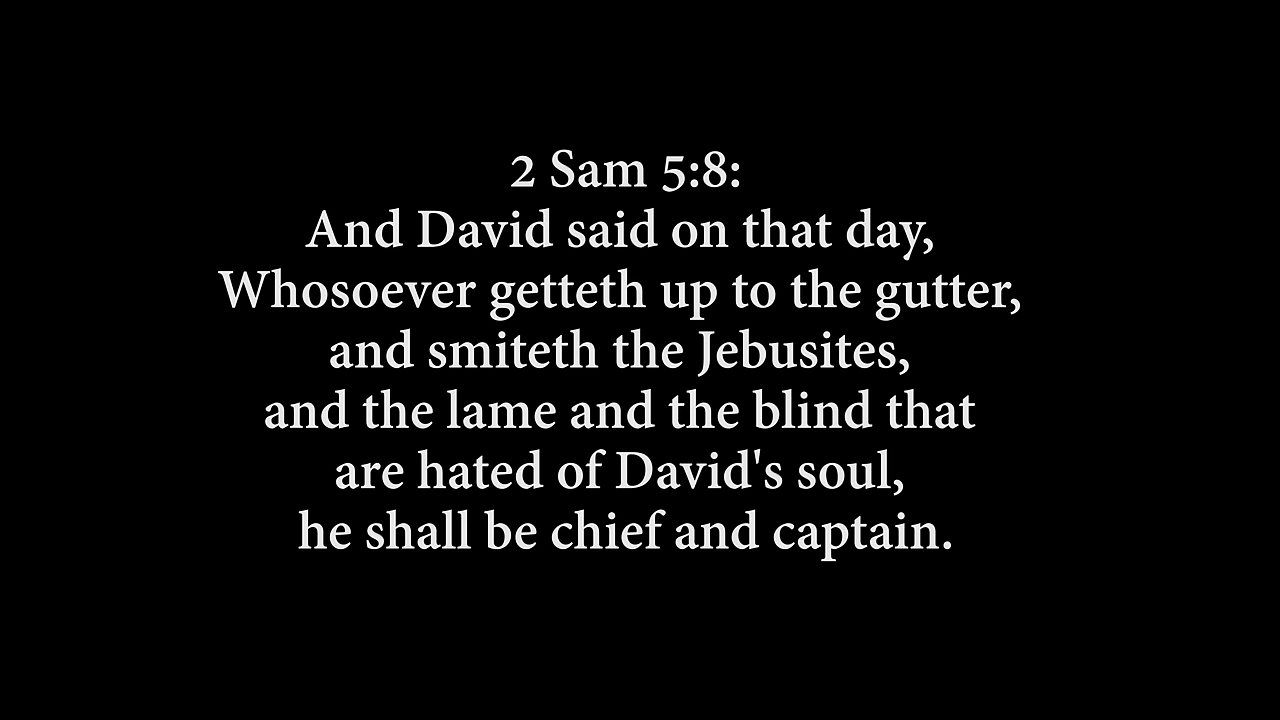 2 Sam 5:8:
And David said on that day,
Whosoever getteth up to the gutter,
and smiteth the Jebusites,
and the lame and the blind that
are hated of David's soul,
he shall be chief and captain.